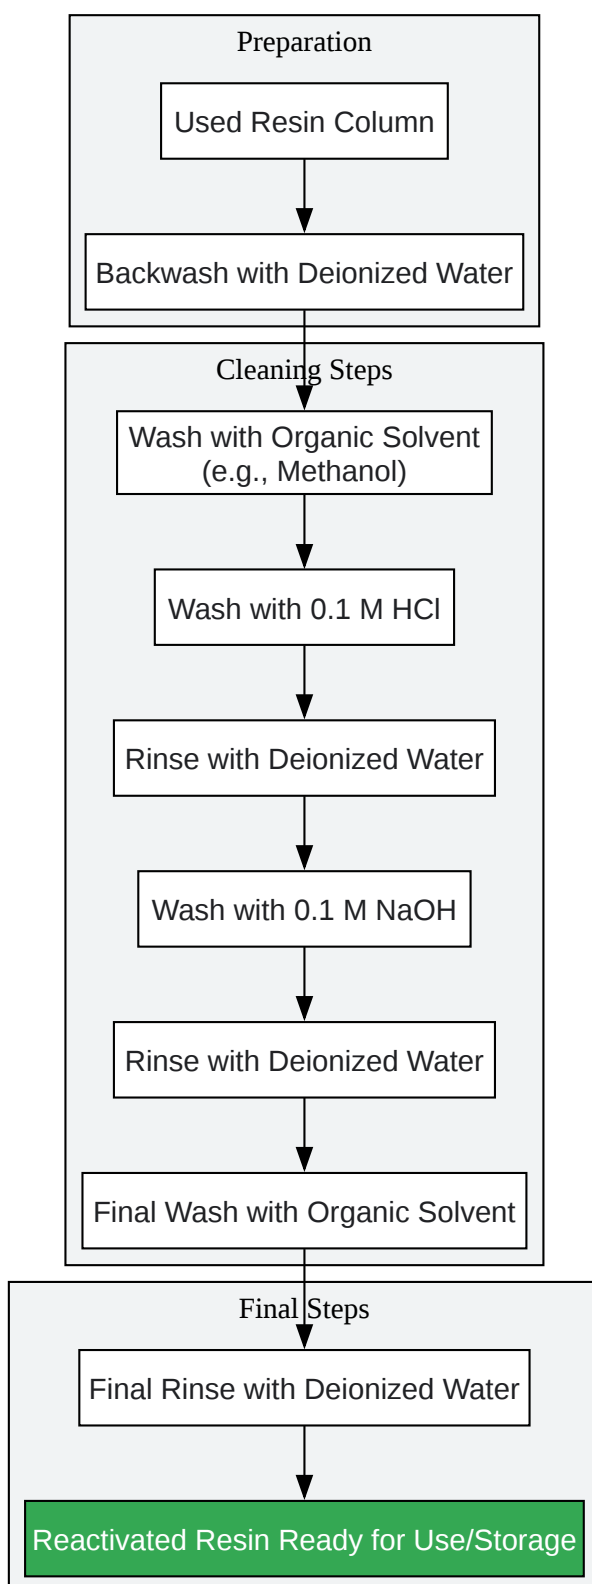 Preparation
Used Resin Column
Backwash with Deionized Water
Cleaning Steps
Wash with Organic Solvent
(e.g., Methanol)
Wash with 0.1 M HCl
Rinse with Deionized Water
Wash with 0.1 M NaOH
Rinse with Deionized Water
Final Wash with Organic Solvent
Final Steps
Final Rinse with Deionized Water
Reactivated Resin Ready for Use/Storage